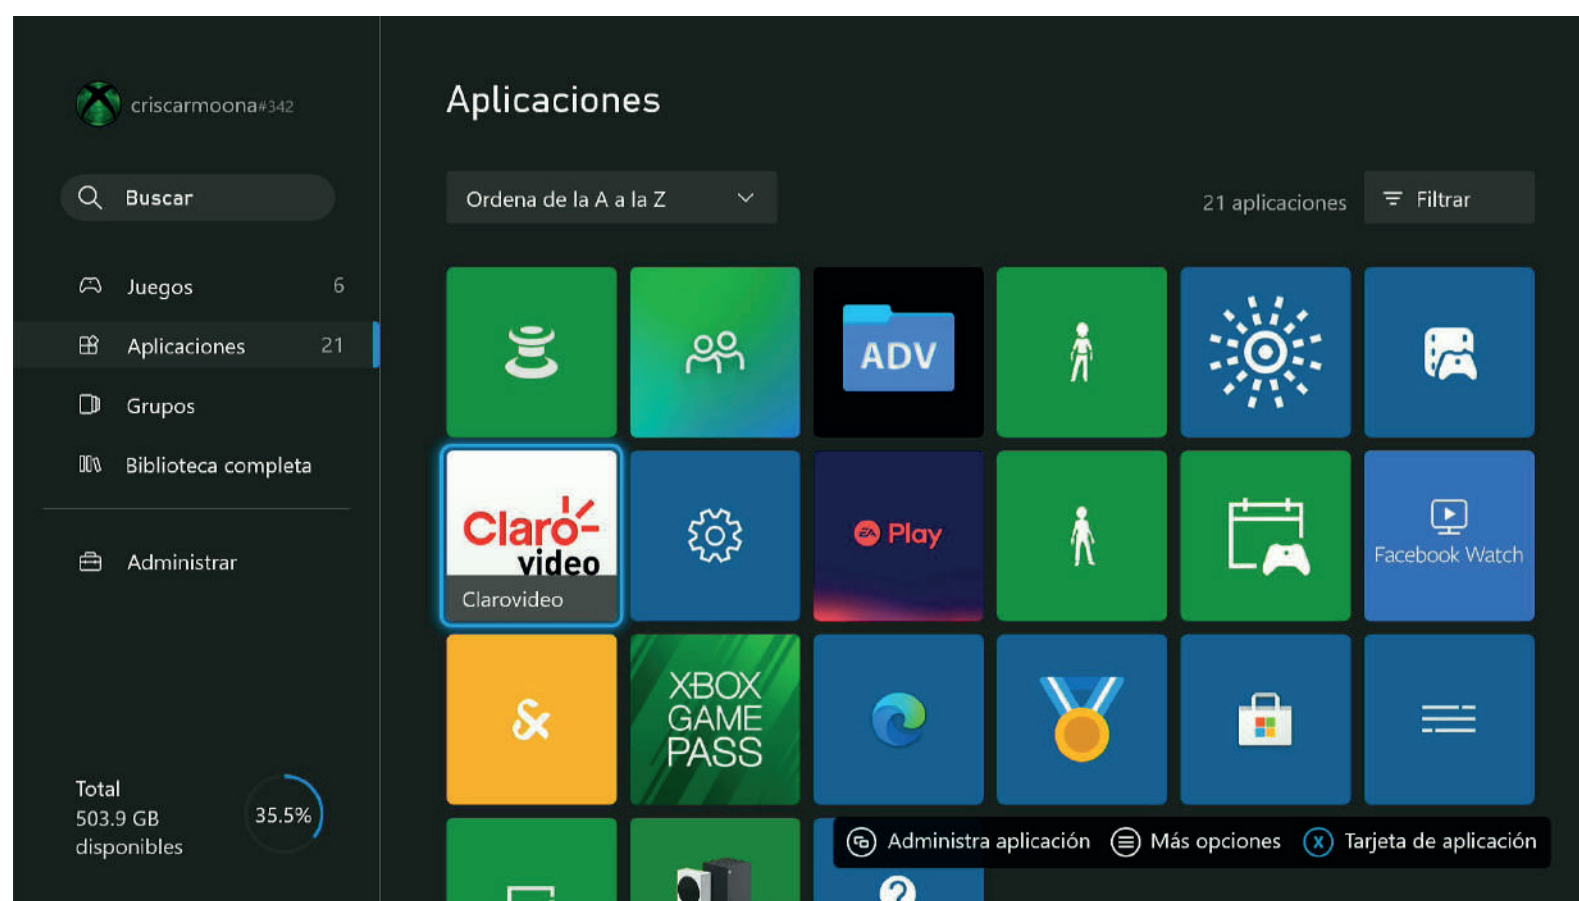 criscarmoona#342
Buscar
Juegos 6
Aplicaciones 21
Grupos
Biblioteca completa
Administrar
Total
503.9 GB
disponibles
35.5%
Aplicaciones
Ordena de la A a la Z
21 aplicaciones
Filtrar
ADV
Claro-
video
Clarovideo
EA Play
Facebook Watch
&
XBOX
GAME
PASS
?
Administra aplicación
Más opciones
X Tarjeta de aplicación